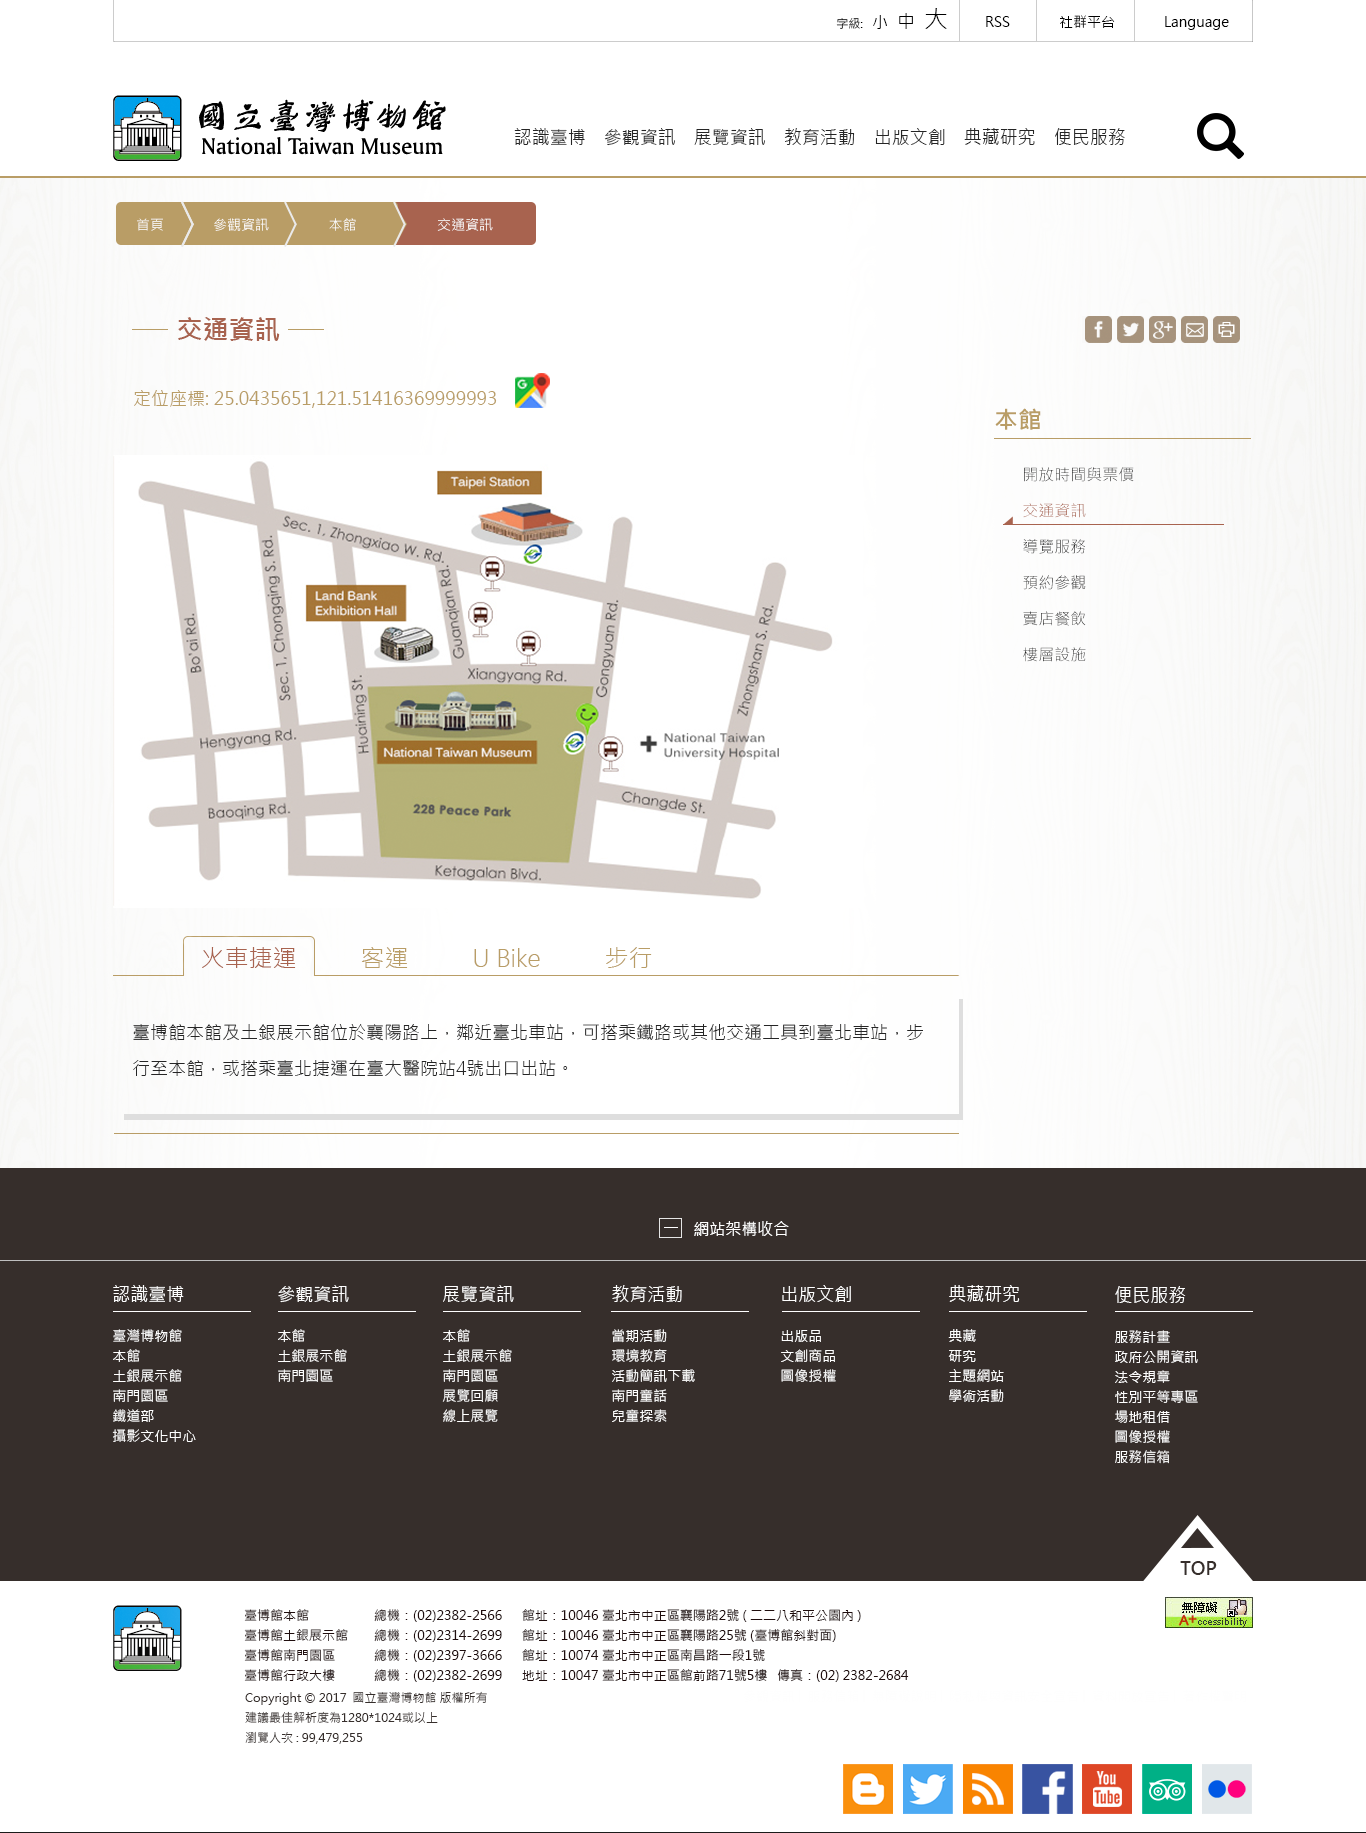 字級: 小 中 大 RSS 社群平台 Language
國立臺灣博物館
National Taiwan Museum
認識臺博 參觀資訊 展覽資訊 教育活動 出版文創 典藏研究 便民服務
首頁 參觀資訊 本館 交通資訊
交通資訊
定位座標: 25.0435651,121.51416369999993
本館
開放時間與票價
交通資訊
導覽服務
預約參觀
賣店餐飲
樓層設施
Taipei Station
Sec. 1, Zhongxiao W. Rd.
Land Bank
Exhibition Hall
Bo'ai Rd.
Sec. 1, Chongqing S. Rd.
Guanqian Rd.
Gongyuan Rd.
Zhongshan S. Rd.
Xiangyang Rd.
Huaining St.
Hengyang Rd.
National Taiwan Museum
National Taiwan
University Hospital
Baoqing Rd.
228 Peace Park
Changde St.
Ketagalan Blvd.
火車捷運 客運 U Bike 步行
臺博館本館及土銀展示館位於襄陽路上，鄰近臺北車站，可搭乘鐵路或其他交通工具到臺北車站，步
行至本館，或搭乘臺北捷運在臺大醫院站4號出口出站。
網站架構收合
認識臺博
臺灣博物館
本館
土銀展示館
南門園區
鐵道部
攝影文化中心
參觀資訊
本館
土銀展示館
南門園區
展覽資訊
本館
土銀展示館
南門園區
展覽回顧
線上展覽
教育活動
當期活動
環境教育
活動簡訊下載
南門童話
兒童探索
出版文創
出版品
文創商品
圖像授權
典藏研究
典藏
研究
主題網站
學術活動
便民服務
服務計畫
政府公開資訊
法令規章
性別平等專區
場地租借
圖像授權
服務信箱
TOP
無障礙
A+ccessibility
臺博館本館 總機：(02)2382-2566 館址：10046 臺北市中正區襄陽路2號 ( 二二八和平公園內 )
臺博館土銀展示館 總機：(02)2314-2699 館址：10046 臺北市中正區襄陽路25號 (臺博館斜對面)
臺博館南門園區 總機：(02)2397-3666 館址：10074 臺北市中正區南昌路一段1號
臺博館行政大樓 總機：(02)2382-2699 地址：10047 臺北市中正區館前路71號5樓 傳真：(02) 2382-2684
Copyright © 2017 國立臺灣博物館 版權所有
建議最佳解析度為1280*1024或以上
瀏覽人次 : 99,479,255
You
Tube